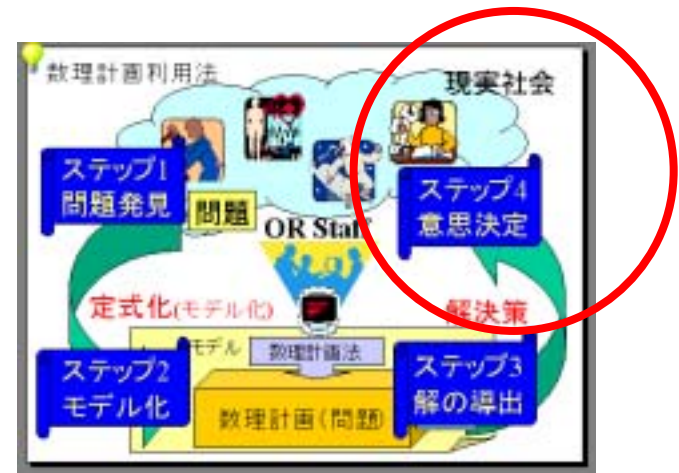 数理計画利用法
現実社会
ステップ1
問題発見
問題
ステップ4
意思決定
OR Staff
定式化(モデル化)
解決策
モデル
数理計画法
ステップ2
モデル化
ステップ3
解の導出
数理計画(問題)